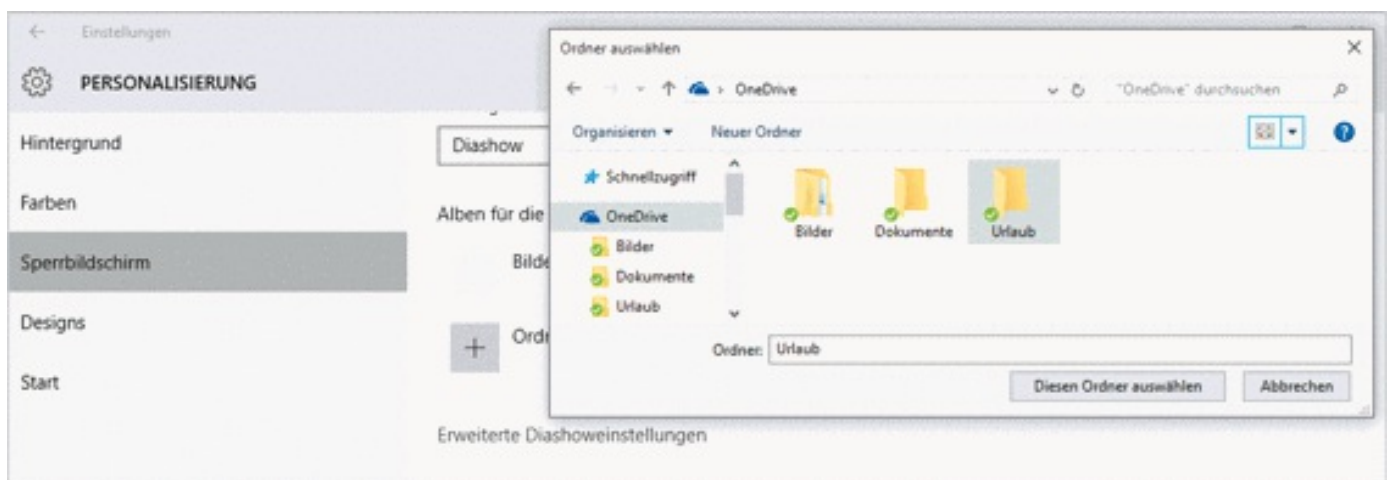 Einstellungen
PERSONALISIERUNG
Hintergrund
Farben
Sperrbildschirm
Designs
Start
Diashow
Alben für die
Bilde
Ordn
Erweiterte Diashoweinstellungen
Ordner auswählen
OneDrive
"OneDrive" durchsuchen
Organisieren
Neuer Ordner
Schnellzugriff
OneDrive
Bilder
Dokumente
Urlaub
Bilder
Dokumente
Urlaub
Ordner: Urlaub
Diesen Ordner auswählen
Abbrechen